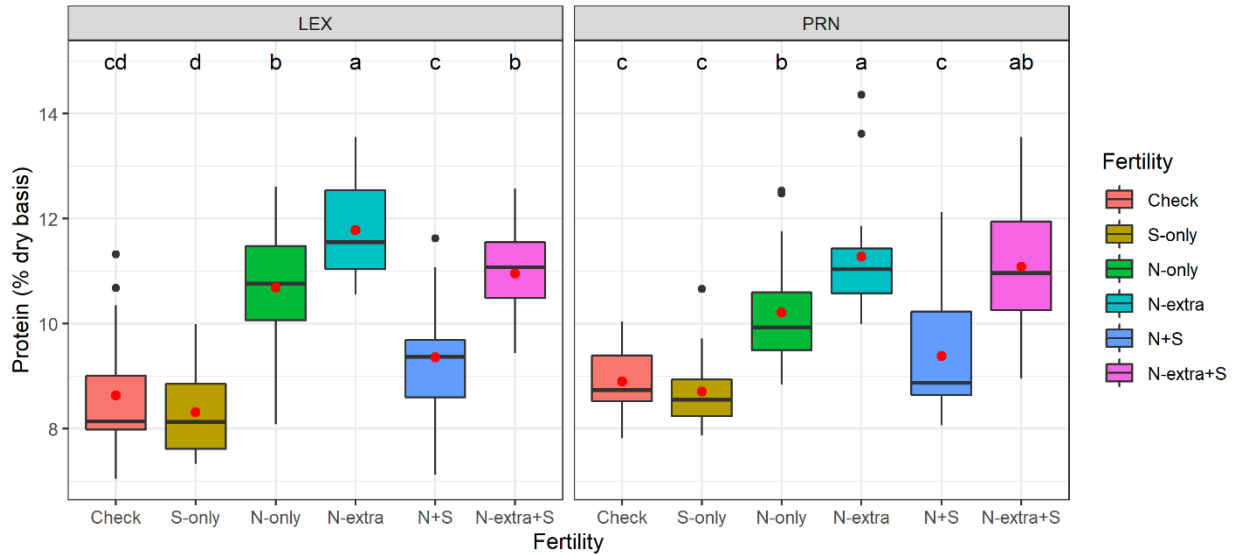 LEX PRN
cd d b a c b c c b a c ab
14
12
10
8
Protein (% dry basis)
Check S-only N-only N-extra N+S N-extra+S Check S-only N-only N-extra N+S N-extra+S
Fertility
Fertility
Check
S-only
N-only
N-extra
N+S
N-extra+S